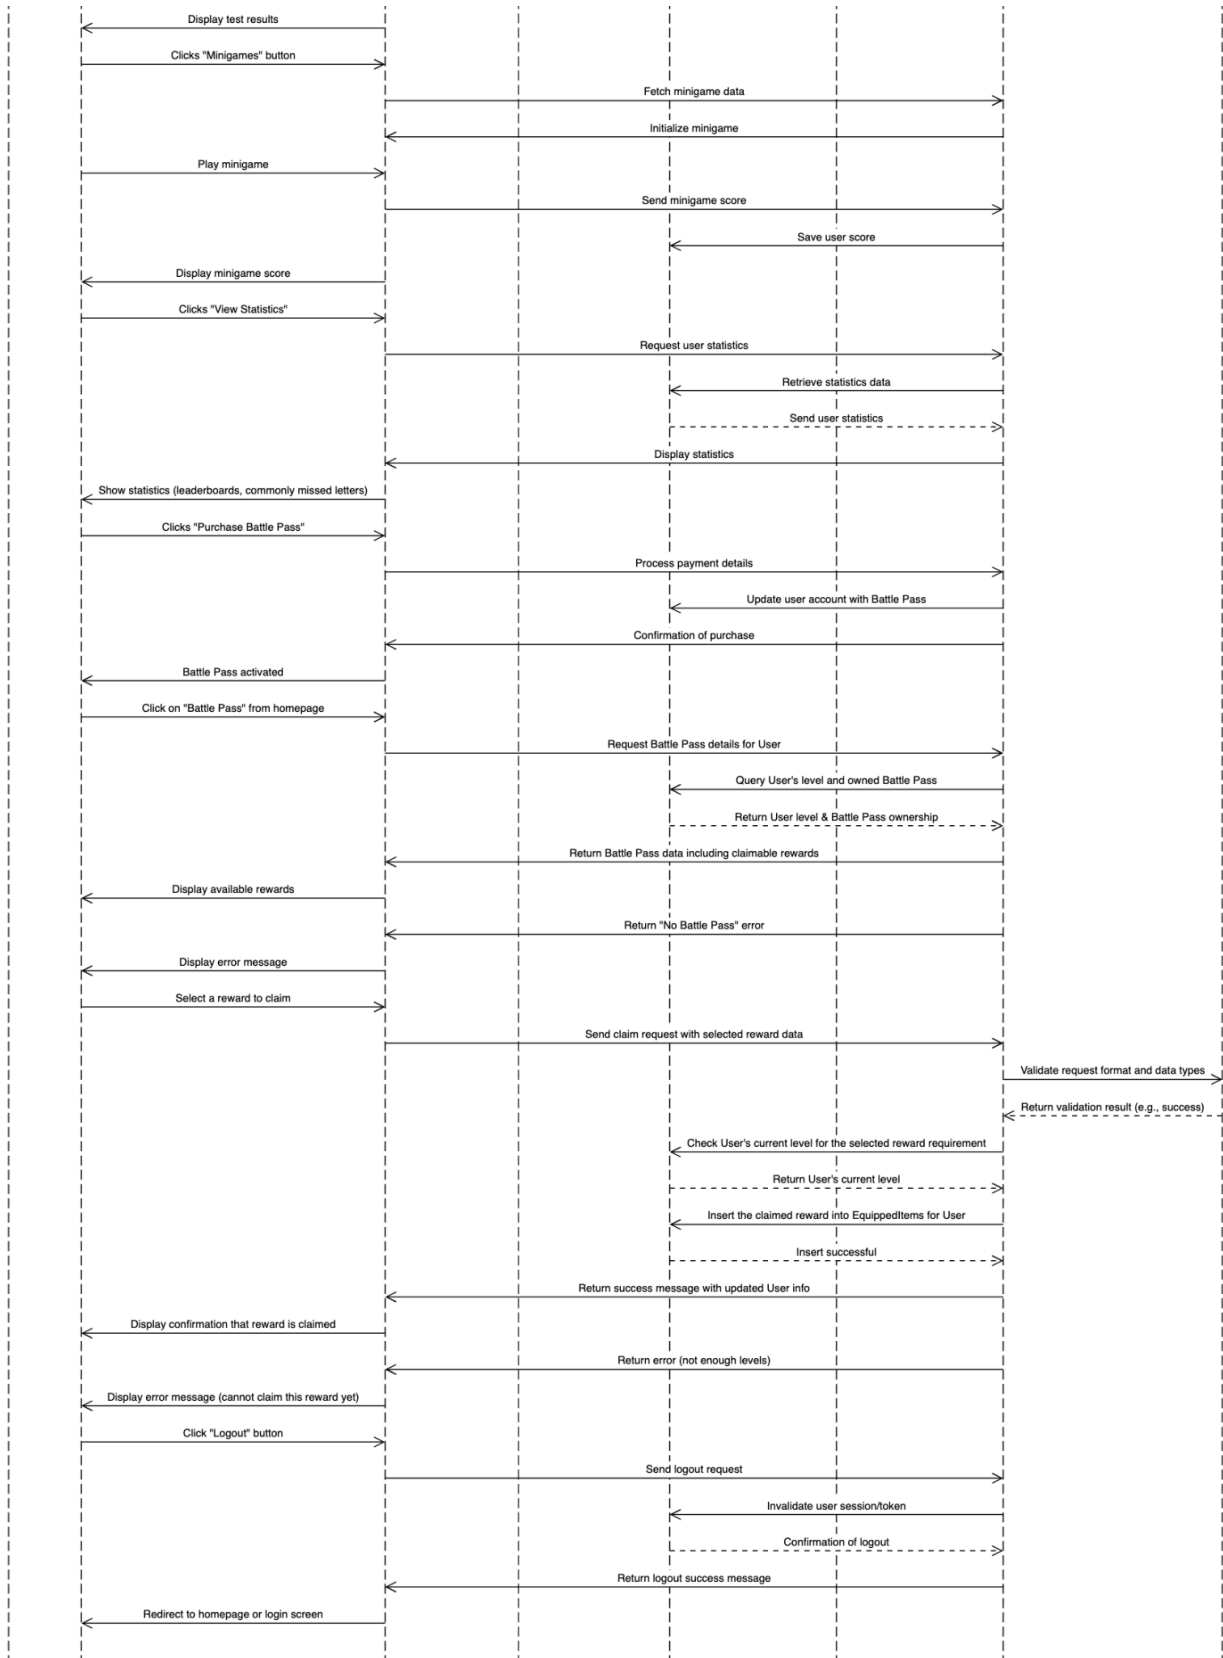 Display test results
Clicks "Minigames" button
Fetch minigame data
Initialize minigame
Play minigame
Send minigame score
Save user score
Display minigame score
Clicks "View Statistics"
Request user statistics
Retrieve statistics data
Send user statistics
Display statistics
Show statistics (leaderboards, commonly missed letters)
Clicks "Purchase Battle Pass"
Process payment details
Update user account with Battle Pass
Confirmation of purchase
Battle Pass activated
Click on "Battle Pass" from homepage
Request Battle Pass details for User
Query User's level and owned Battle Pass
Return User level & Battle Pass ownership
Return Battle Pass data including claimable rewards
Display available rewards
Return "No Battle Pass" error
Display error message
Select a reward to claim
Send claim request with selected reward data
Validate request format and data types
Return validation result (e.g., success)
Check User's current level for the selected reward requirement
Return User's current level
Insert the claimed reward into EquippedItems for User
Insert successful
Return success message with updated User info
Display confirmation that reward is claimed
Return error (not enough levels)
Display error message (cannot claim this reward yet)
Click "Logout" button
Send logout request
Invalidate user session/token
Confirmation of logout
Return logout success message
Redirect to homepage or login screen